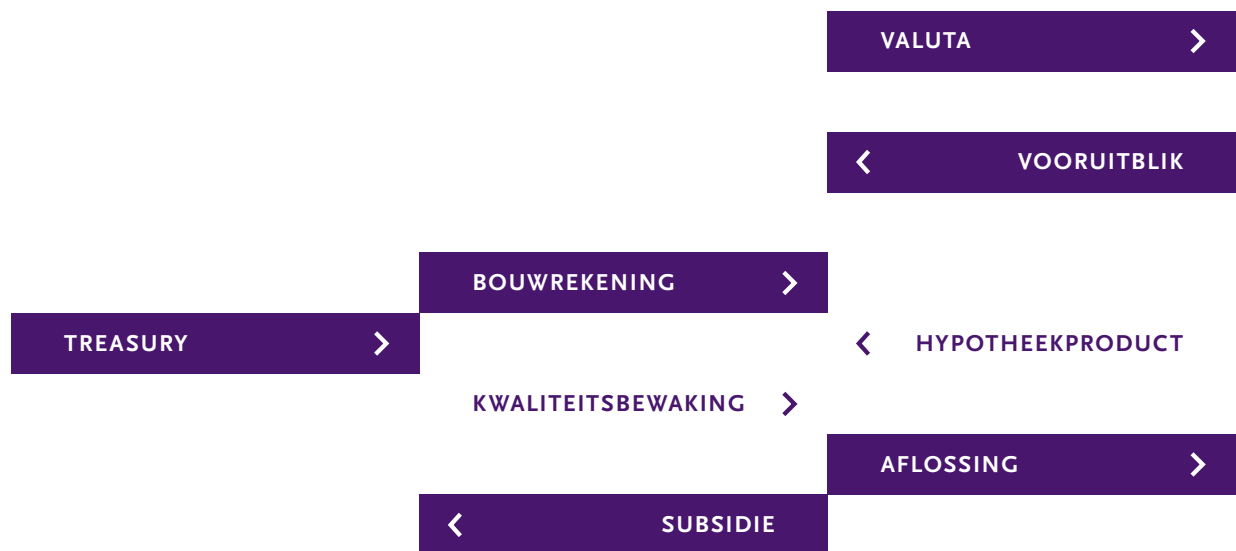 VALUTA
VOORUITBLIK
BOUWREKENING
TREASURY
HYPOTHEEKPRODUCT
KWALITEITSBEWAKING
AFLOSSING
SUBSIDIE